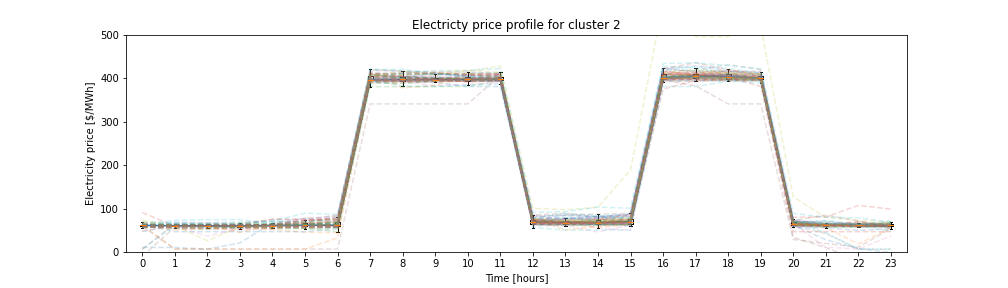 Electricty price profile for cluster 2
Electricity price [$/MWh]
500
400
300
200
100
0
0 1 2 3 4 5 6 7 8 9 10 11 12 13 14 15 16 17 18 19 20 21 22 23
Time [hours]